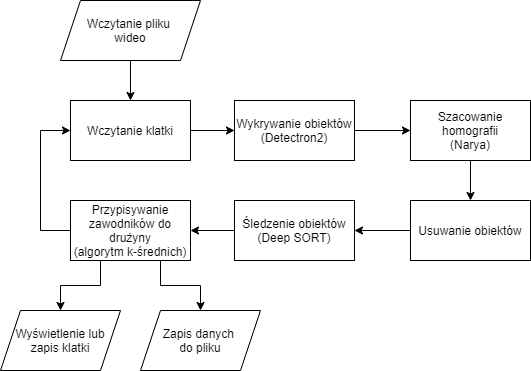 Wczytanie pliku
wideo
Wczytanie klatki
Wykrywanie obiektów
(Detectron2)
Szacowanie
homografii
(Narya)
Usuwanie obiektów
Śledzenie obiektów
(Deep SORT)
Przypisywanie
zawodników do
drużyny
(algorytm k-średnich)
Wyświetlenie lub
zapis klatki
Zapis danych
do pliku